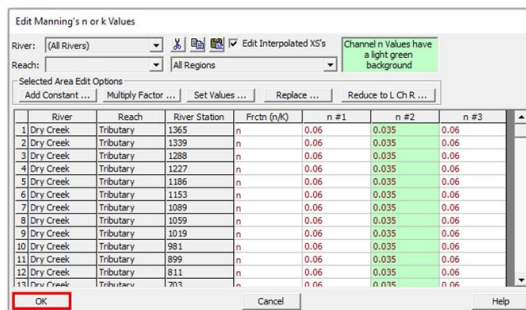 Edit Manning's n or k Values
River: (All Rivers) Edit Interpolated XS's Channel n Values have a light green background
Reach: All Regions
Selected Area Edit Options
Add Constant ... Multiply Factor ... Set Values ... Replace ... Reduce to L Ch R ...
River Reach River Station Frctn (n/K) n #1 n #2 n #3
1 Dry Creek Tributary 1365 n 0.06 0.035 0.06
2 Dry Creek Tributary 1339 n 0.06 0.035 0.06
3 Dry Creek Tributary 1288 n 0.06 0.035 0.06
4 Dry Creek Tributary 1227 n 0.06 0.035 0.06
5 Dry Creek Tributary 1186 n 0.06 0.035 0.06
6 Dry Creek Tributary 1153 n 0.06 0.035 0.06
7 Dry Creek Tributary 1089 n 0.06 0.035 0.06
8 Dry Creek Tributary 1059 n 0.06 0.035 0.06
9 Dry Creek Tributary 1019 n 0.06 0.035 0.06
10 Dry Creek Tributary 981 n 0.06 0.035 0.06
11 Dry Creek Tributary 899 n 0.06 0.035 0.06
12 Dry Creek Tributary 811 n 0.06 0.035 0.06
13 Dry Creek Tributary 703 n 0.06 0.035 0.06
OK Cancel Help